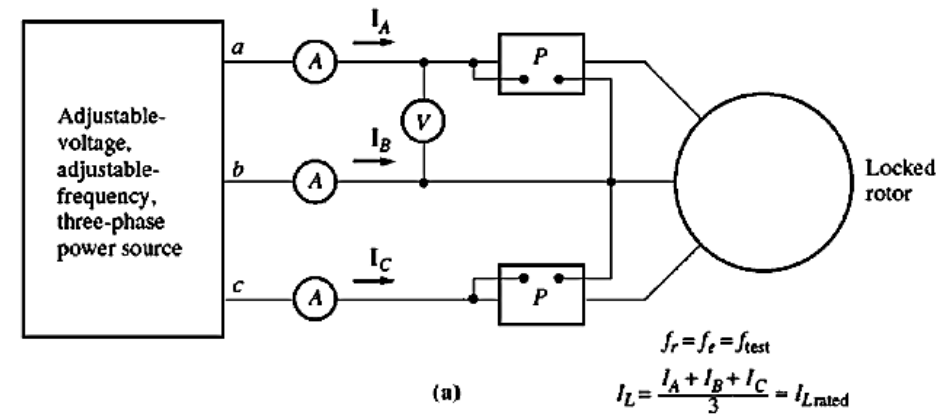 I_A
a
A
P
Adjustable-
voltage,
adjustable-
frequency,
three-phase
power source
V
I_B
b
A
Locked
rotor
I_C
c
A
P
f_r = f_e = f_test
(a)
I_L = (I_A + I_B + I_C)/3 = I_L rated